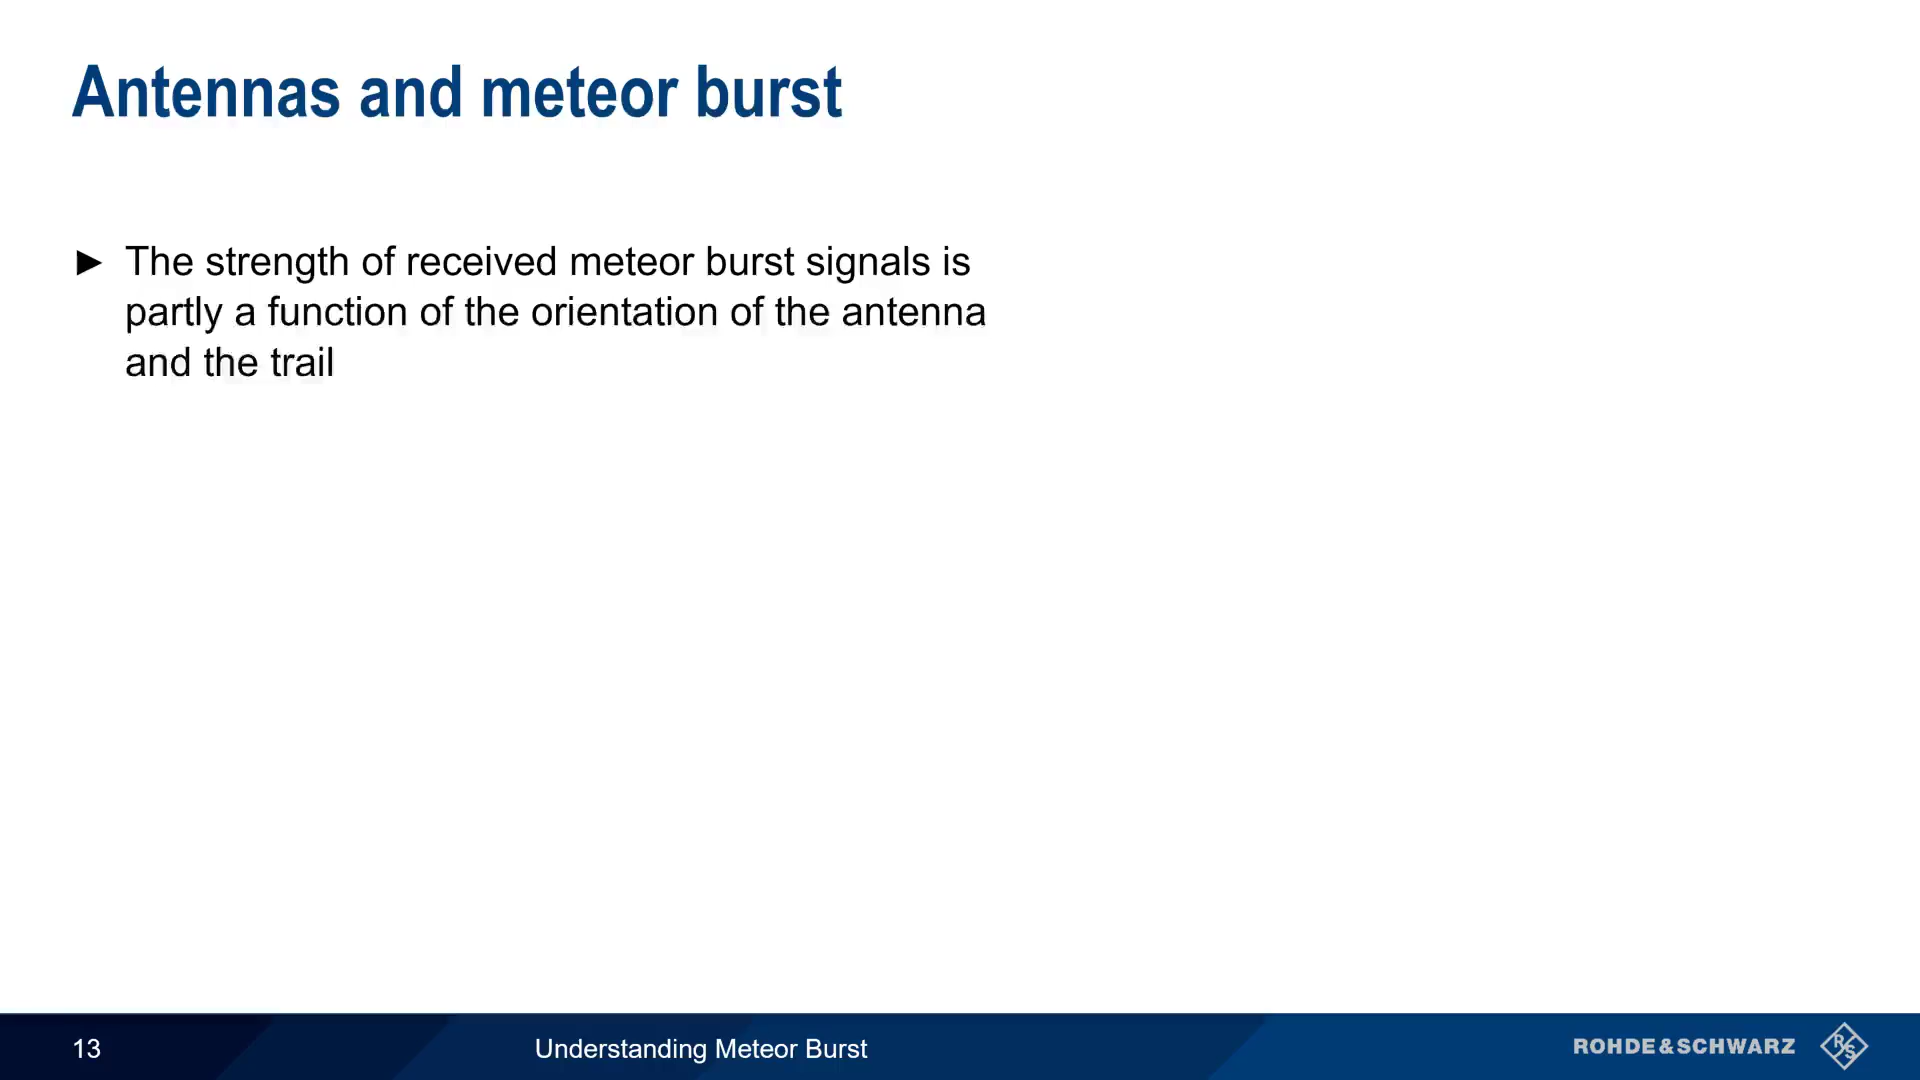 Antennas and meteor burst
► The strength of received meteor burst signals is
partly a function of the orientation of the antenna
and the trail
13
Understanding Meteor Burst
ROHDE&SCHWARZ
R&S